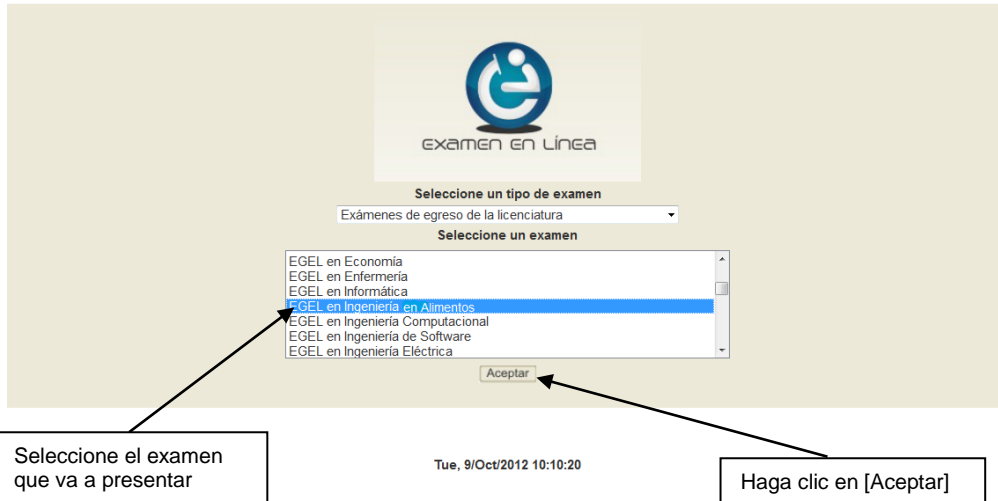 examen en Línea
Seleccione un tipo de examen
Exámenes de egreso de la licenciatura
Seleccione un examen
EGEL en Economía
EGEL en Enfermería
EGEL en Informática
EGEL en Ingeniería en Alimentos
EGEL en Ingeniería Computacional
EGEL en Ingeniería de Software
EGEL en Ingeniería Eléctrica
Aceptar
Seleccione el examen
que va a presentar
Tue, 9/Oct/2012 10:10:20
Haga clic en [Aceptar]